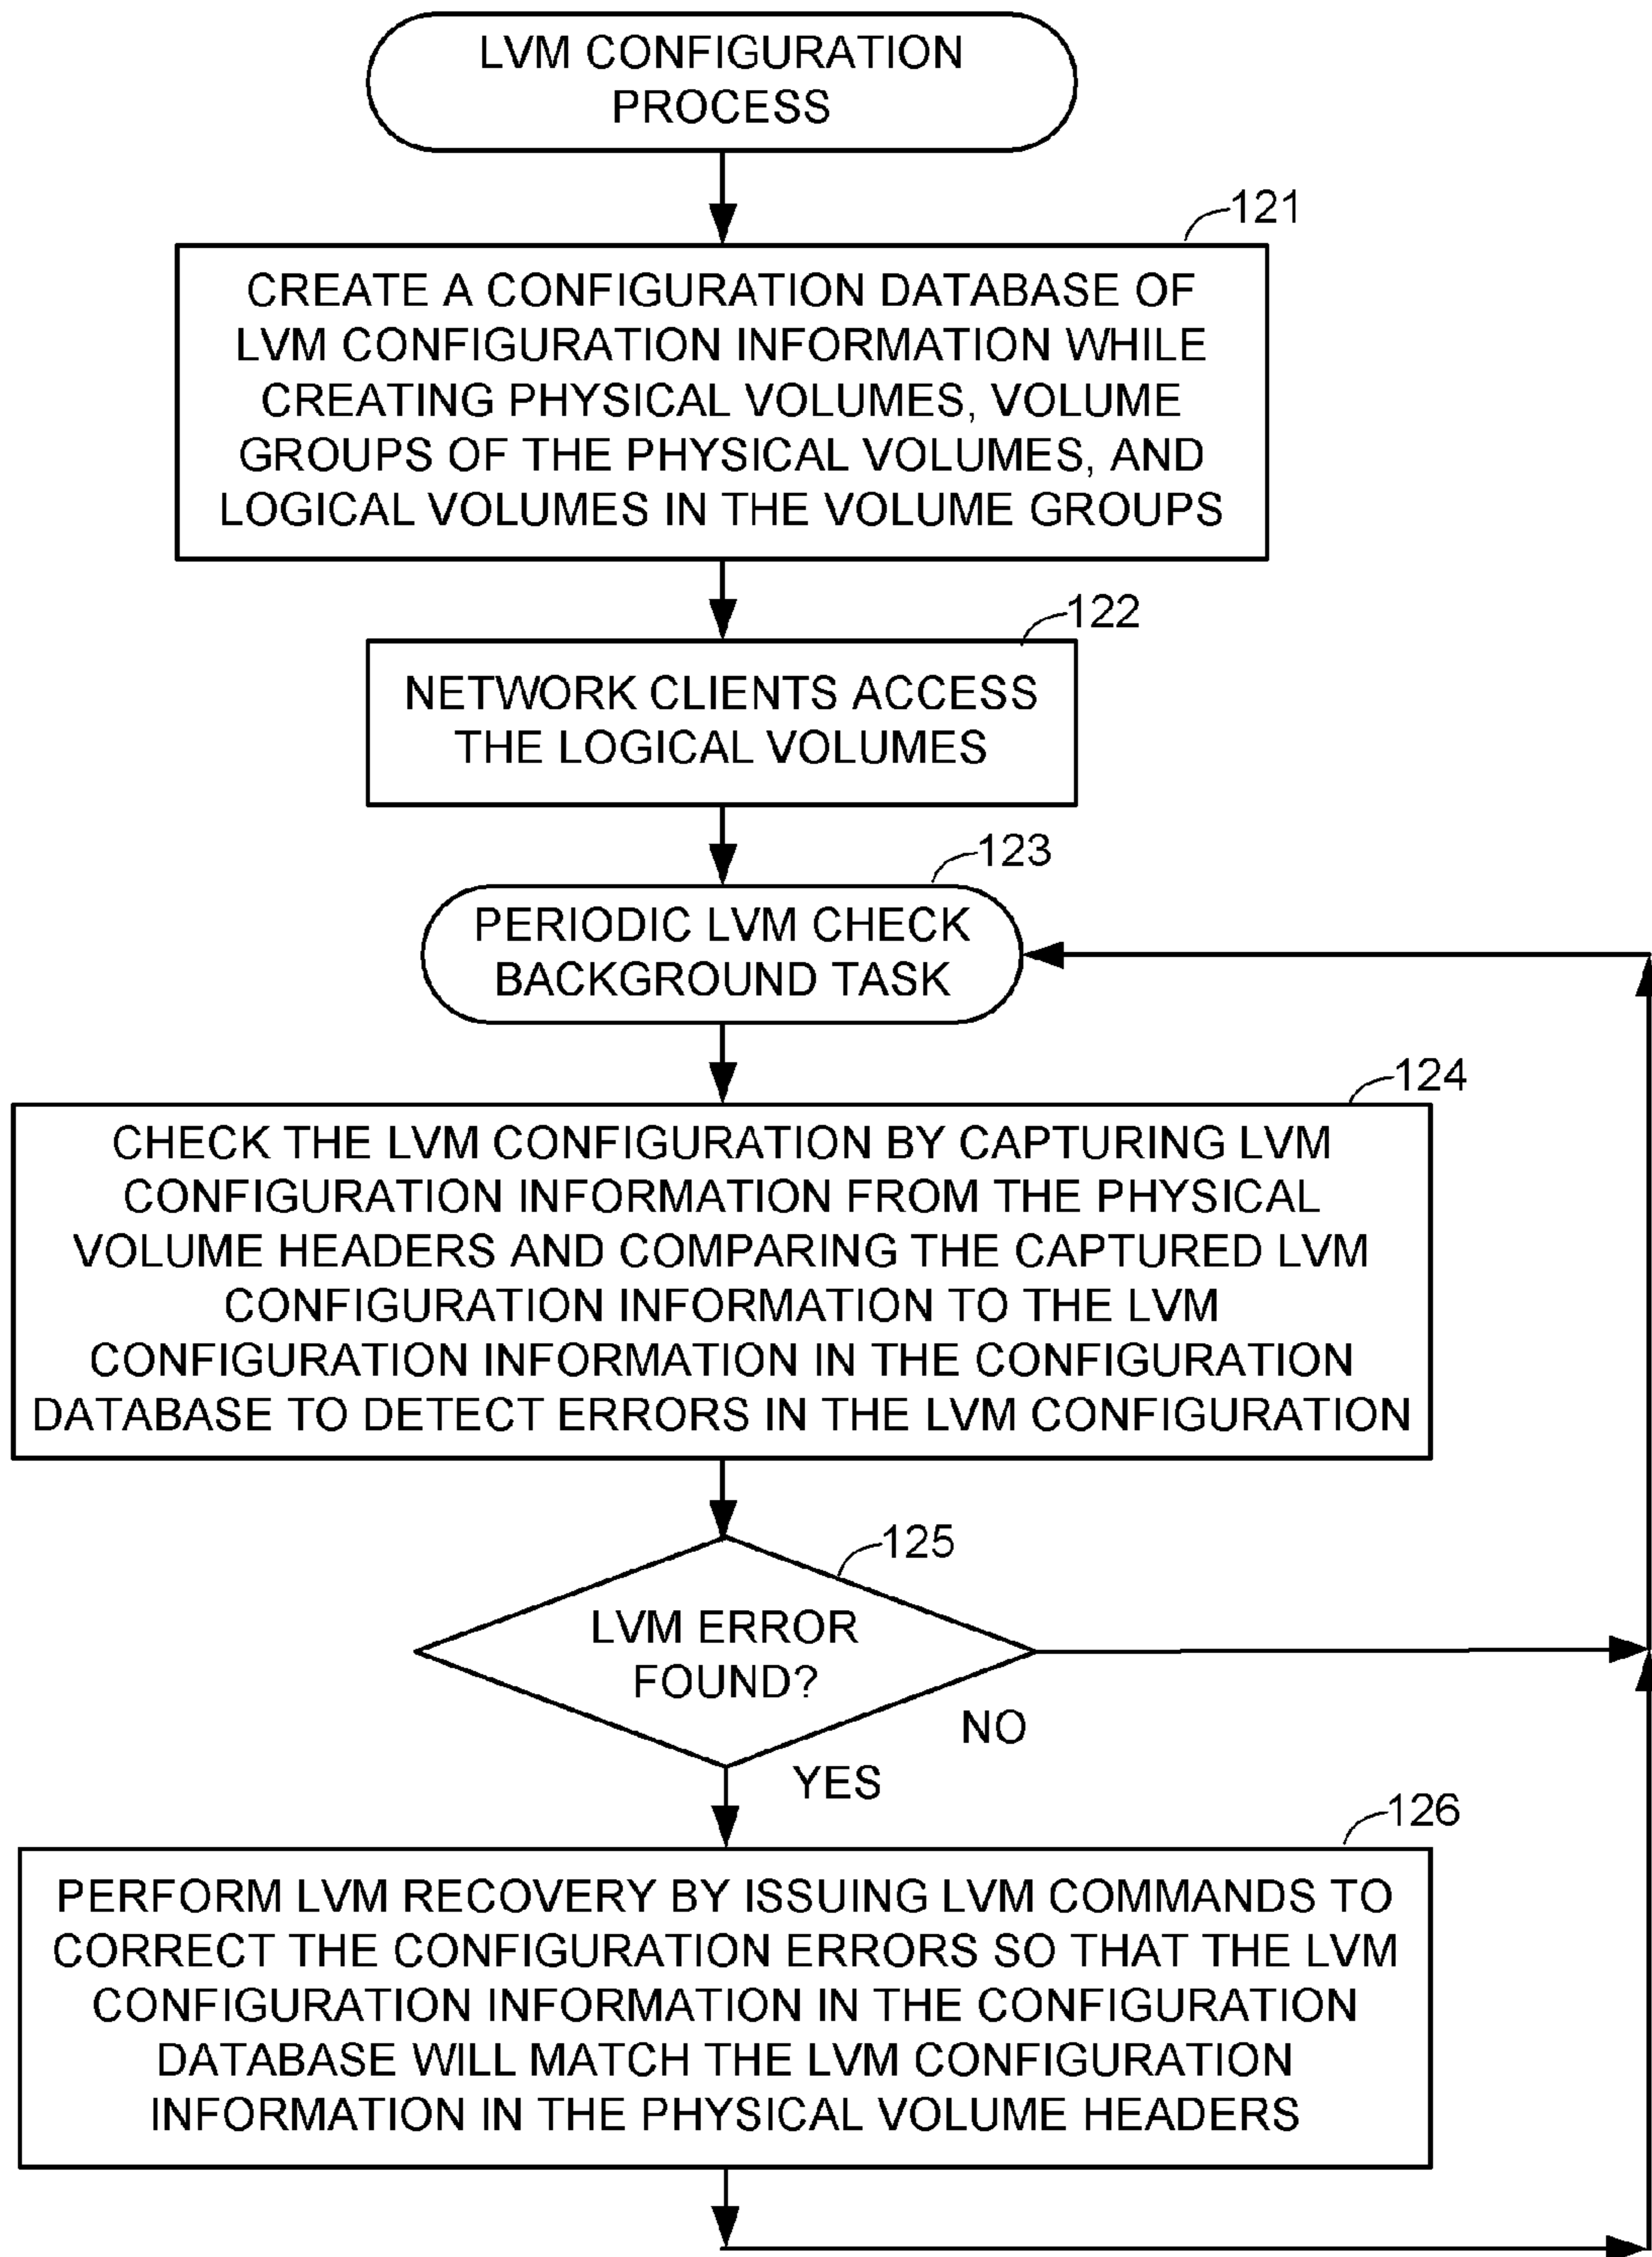 LVM CONFIGURATION
PROCESS
121
CREATE A CONFIGURATION DATABASE OF
LVM CONFIGURATION INFORMATION WHILE
CREATING PHYSICAL VOLUMES, VOLUME
GROUPS OF THE PHYSICAL VOLUMES, AND
LOGICAL VOLUMES IN THE VOLUME GROUPS
122
NETWORK CLIENTS ACCESS
THE LOGICAL VOLUMES
123
PERIODIC LVM CHECK
BACKGROUND TASK
124
CHECK THE LVM CONFIGURATION BY CAPTURING LVM
CONFIGURATION INFORMATION FROM THE PHYSICAL
VOLUME HEADERS AND COMPARING THE CAPTURED LVM
CONFIGURATION INFORMATION TO THE LVM
CONFIGURATION INFORMATION IN THE CONFIGURATION
DATABASE TO DETECT ERRORS IN THE LVM CONFIGURATION
125
LVM ERROR
FOUND?
NO
YES
126
PERFORM LVM RECOVERY BY ISSUING LVM COMMANDS TO
CORRECT THE CONFIGURATION ERRORS SO THAT THE LVM
CONFIGURATION INFORMATION IN THE CONFIGURATION
DATABASE WILL MATCH THE LVM CONFIGURATION
INFORMATION IN THE PHYSICAL VOLUME HEADERS